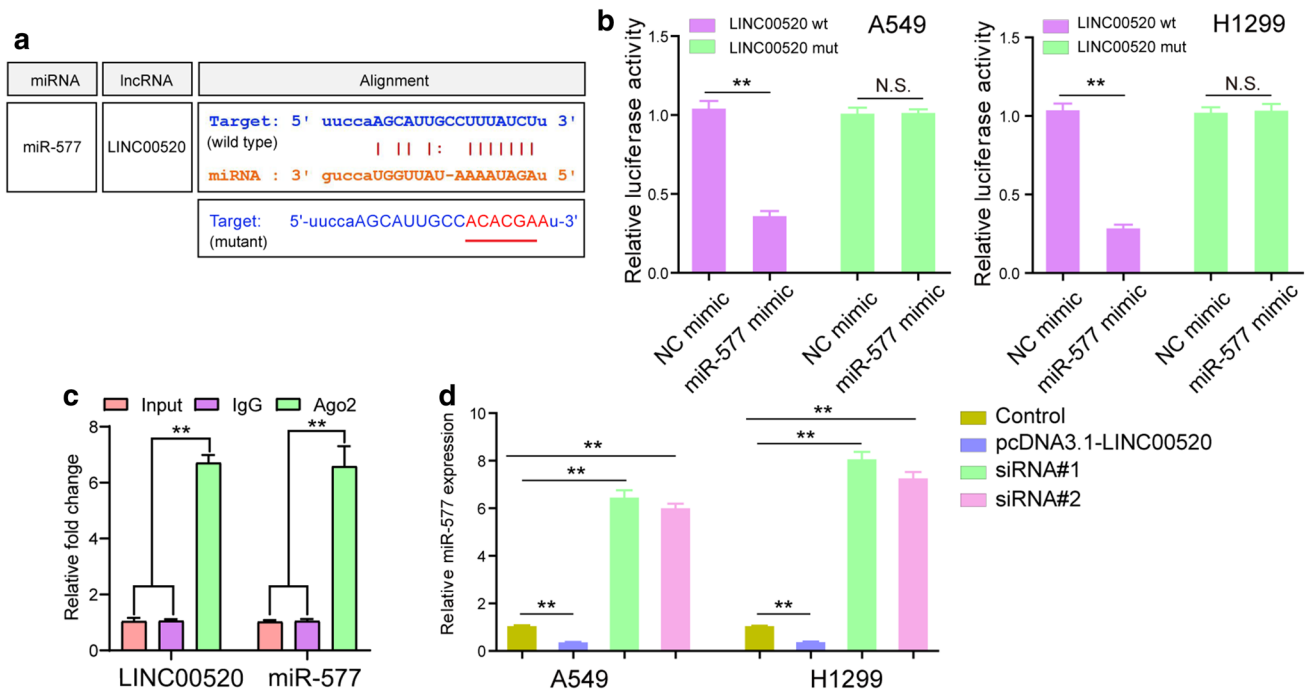 a
miRNA lncRNA Alignment
miR-577 LINC00520
Target: 5' uuccaAGCAUUGCCUUUAUCUu 3'
(wild type)
| || |: |||||||
miRNA : 3' guccaUGGUUAU-AAAAUAGAu 5'
Target: 5'-uuccaAGCAUUGCCACACGAAu-3'
(mutant)
b
LINC00520 wt
LINC00520 mut
A549
Relative luciferase activity
1.5
1.0
0.5
0.0
** N.S.
NC mimic miR-577 mimic NC mimic miR-577 mimic
LINC00520 wt
LINC00520 mut
H1299
Relative luciferase activity
1.5
1.0
0.5
0.0
** N.S.
NC mimic miR-577 mimic NC mimic miR-577 mimic
c
Input IgG Ago2
Relative fold change
8
6
4
2
0
** **
LINC00520 miR-577
d
Relative miR-577 expression
10
8
6
4
2
0
**
**
**
**
**
**
A549 H1299
Control
pcDNA3.1-LINC00520
siRNA#1
siRNA#2